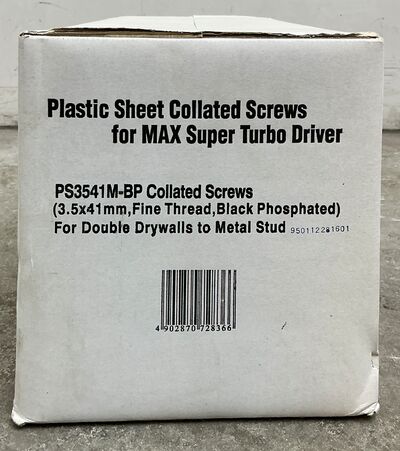 Plastic Sheet Collated Screws
for MAX Super Turbo Driver
PS3541M-BP Collated Screws
(3.5x41mm,Fine Thread,Black Phosphated)
For Double Drywalls to Metal Stud 950112281601
4 902870 728366